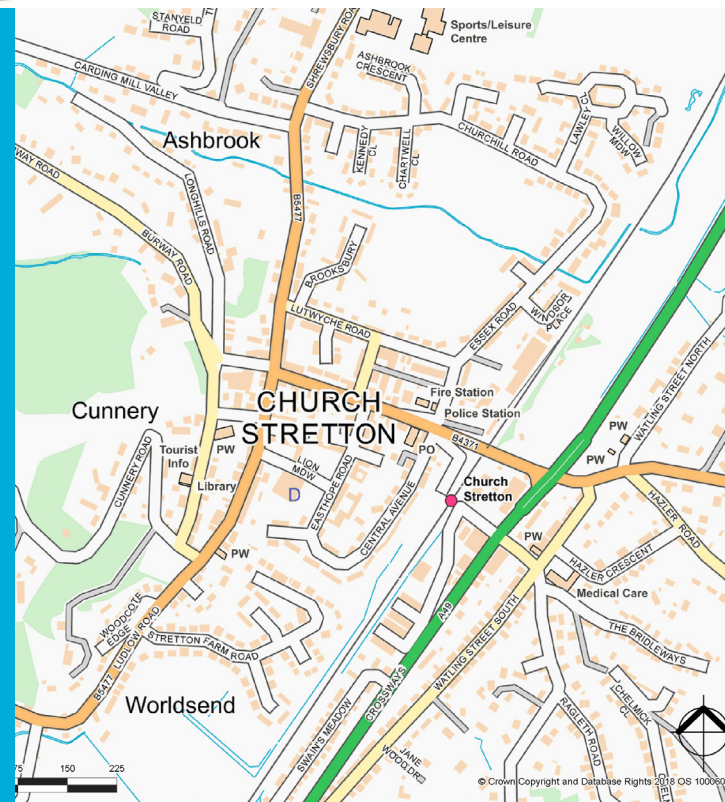 STANYELD
ROAD
SHREWSBURY ROAD
Sports/Leisure
Centre
ASHBROOK
CRESCENT
CARDING MILL VALLEY
LAWLEY CL
WILLOW
MDW
CHURCHILL ROAD
Ashbrook
KENNEDY
CL
CHARTWELL
CL
WAY ROAD
LONGHILLS ROAD
B5477
BURWAY ROAD
BROOKSBURY
LUTWYCHE ROAD
ESSEX ROAD
WINDSOR
PLACE
WATLING STREET NORTH
Fire Station
Police Station
CHURCH
STRETTON
Cunnery
B4371
PW
PW
PW
PO
Tourist
Info
CUNNERY ROAD
LION
MDW
Library
D
EASTHOPE ROAD
CENTRAL AVENUE
Church
Stretton
HAZLER ROAD
PW
PW
HAZLER CRESCENT
Medical Care
WOODCOTE
EDGE
A49
THE BRIDLEWAYS
STRETTON FARM ROAD
B5477
LUDLOW ROAD
WATLING STREET SOUTH
Worldsend
CROSSWAYS
SWAIN'S MEADOW
RAGLETH ROAD
CHELMICK
CL
JANE
WOOD DR
75 150 225
© Crown Copyright and Database Rights 2018 OS 100060